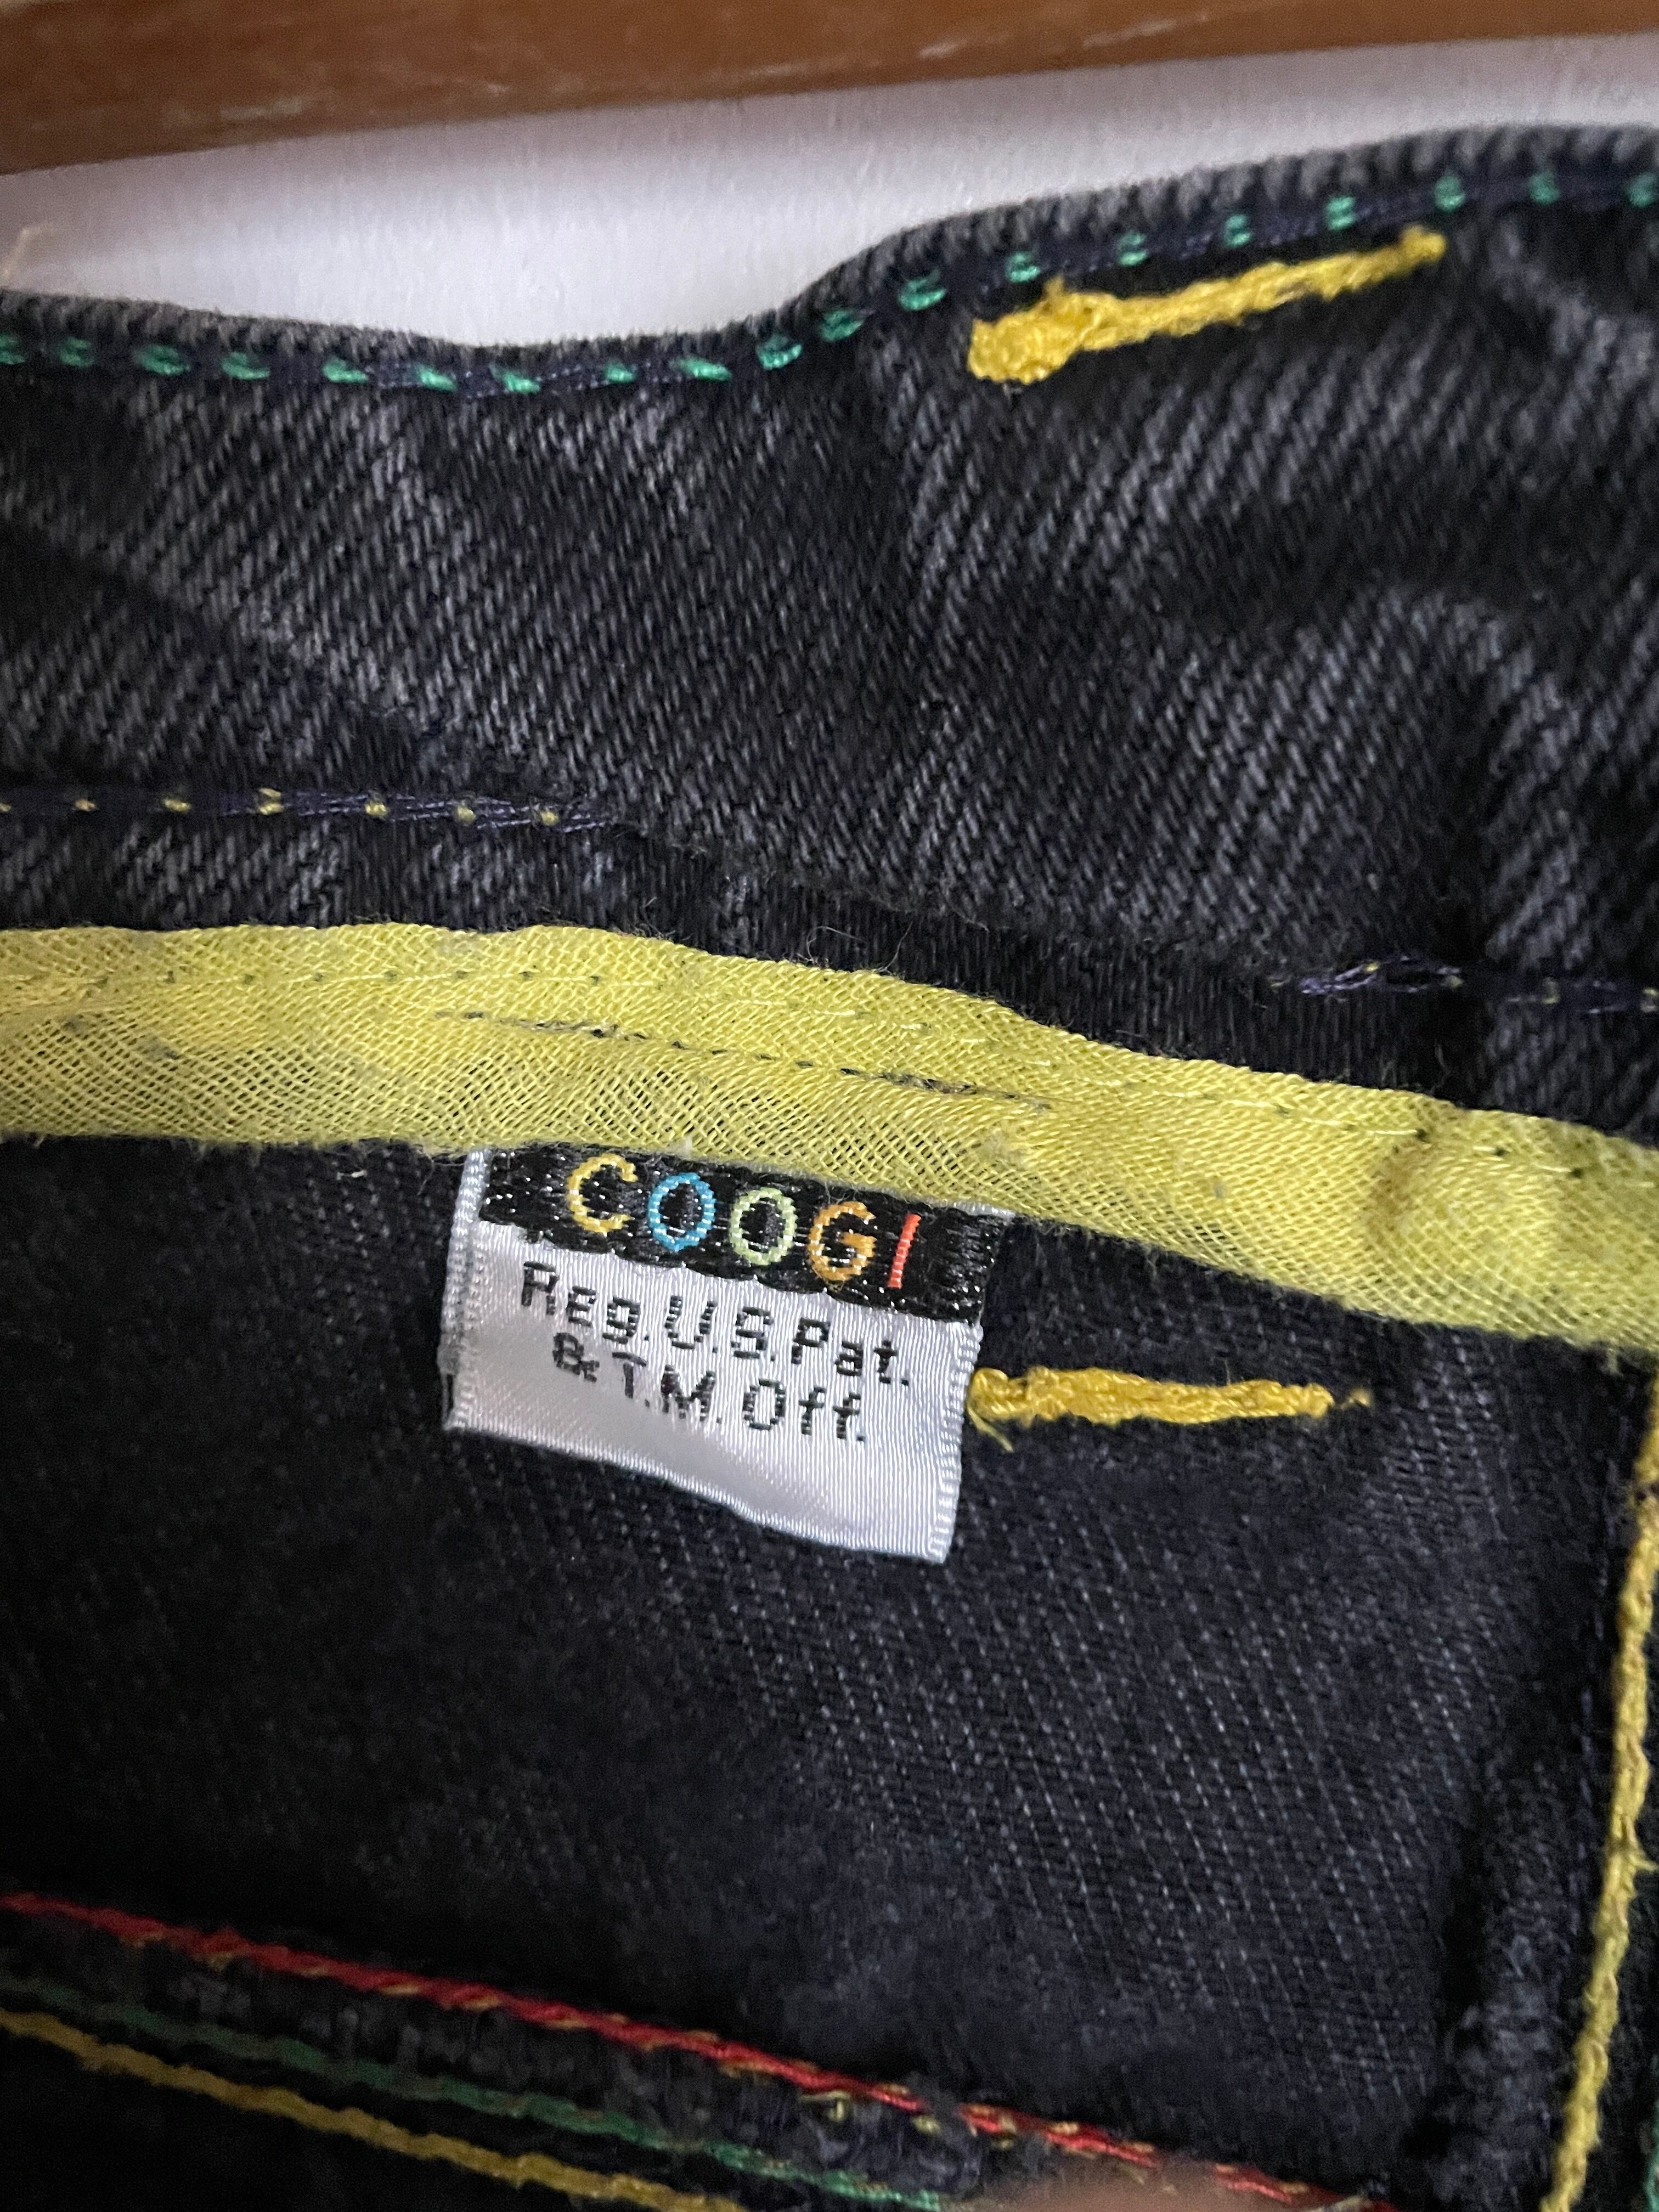 COOGI
Reg.U.S.Pat.
& T.M. Off.